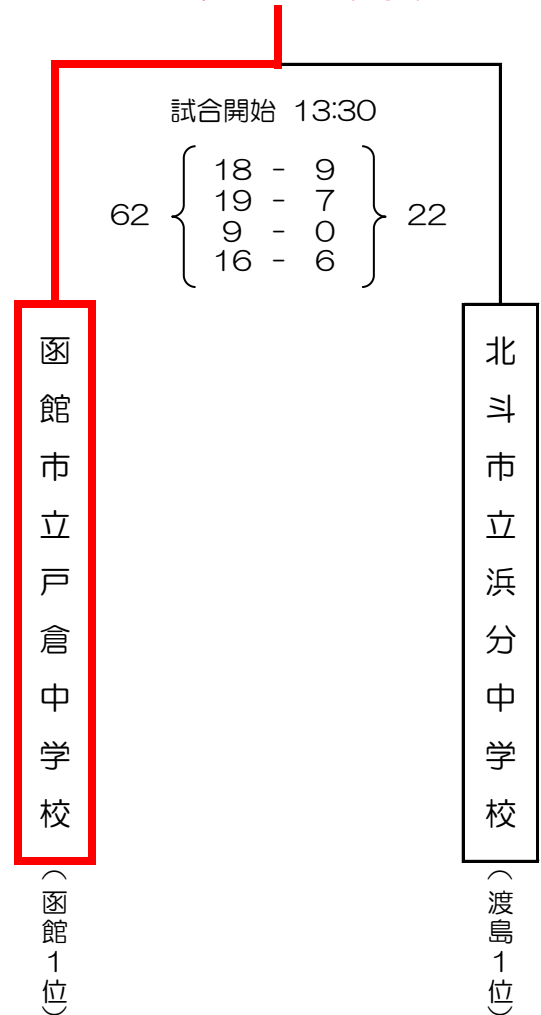 試合開始 13:30
62 { 18 - 9 } 22
19 - 7
9 - 0
16 - 6
函館市立戸倉中学校
(函館1位)
北斗市立浜分中学校
(渡島1位)